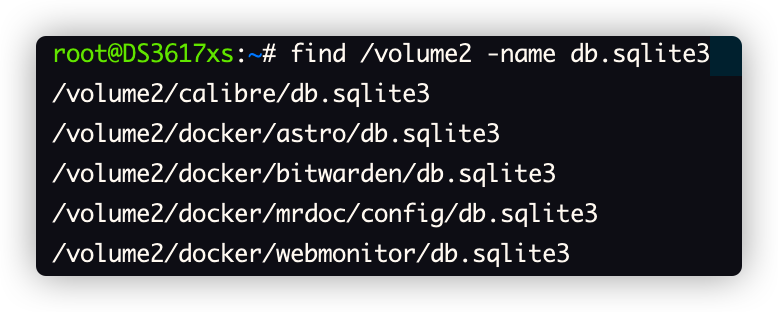 root@DS3617xs:~# find /volume2 -name db.sqlite3
/volume2/calibre/db.sqlite3
/volume2/docker/astro/db.sqlite3
/volume2/docker/bitwarden/db.sqlite3
/volume2/docker/mrdoc/config/db.sqlite3
/volume2/docker/webmonitor/db.sqlite3